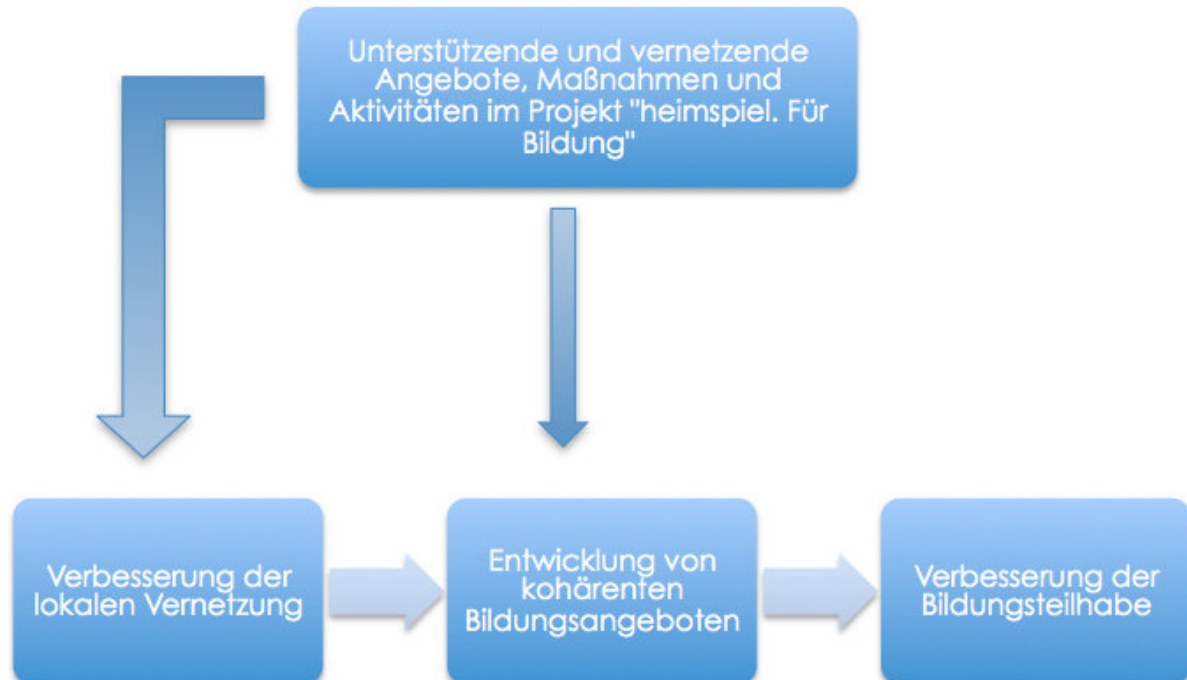 Unterstützende und vernetzende
Angebote, Maßnahmen und
Aktivitäten im Projekt "heimspiel. Für
Bildung"
Verbesserung der
lokalen Vernetzung
Entwicklung von
kohärenten
Bildungsangeboten
Verbesserung der
Bildungsteilhabe